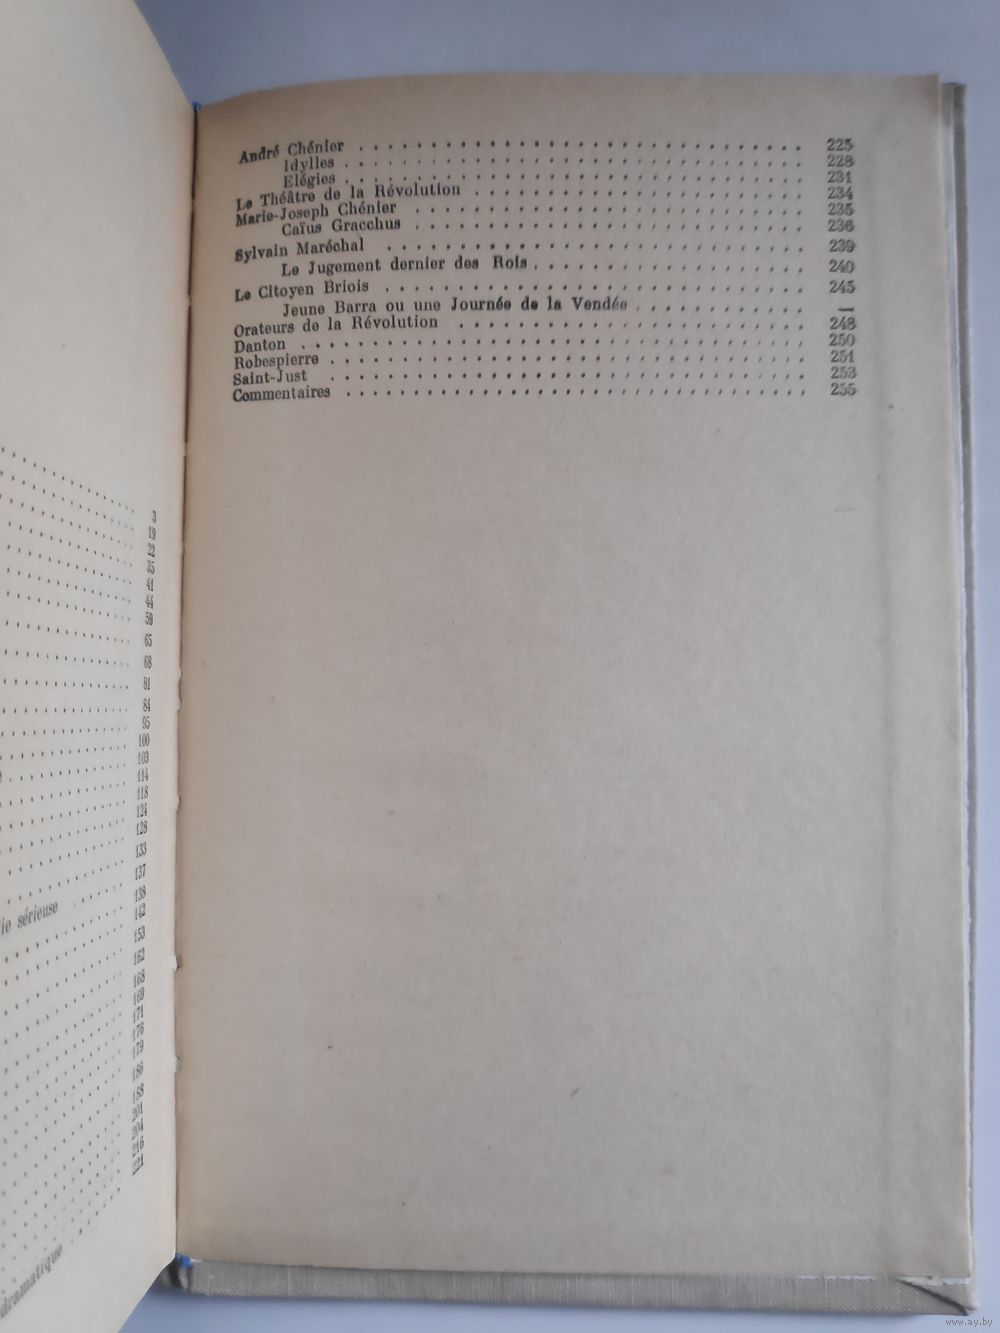 3
19
22
35
41
44
59
65
68
81
84
95
100
103
114
118
124
128
133
137
ie sérieuse . . . . . 138
142
153
162
168
169
171
176
179
186
188
201
204
216
221
dramatique
André Chénier . . . . . . . . . . . . . . . . . . . . . . . . 225
Idylles . . . . . . . . . . . . . . . . . . . . . . . . 228
Elégies . . . . . . . . . . . . . . . . . . . . . . . . 231
Le Théâtre de la Révolution . . . . . . . . . . . . . . . . . . 234
Marie-Joseph Chénier . . . . . . . . . . . . . . . . . . . . 235
Caïus Gracchus . . . . . . . . . . . . . . . . . . . . 236
Sylvain Maréchal . . . . . . . . . . . . . . . . . . . . . . 239
Le Jugement dernier des Rois . . . . . . . . . . . . . . 240
Le Citoyen Briois . . . . . . . . . . . . . . . . . . . . . . 245
Jeune Barra ou une Journée de la Vendée . . . . . . . . . —
Orateurs de la Révolution . . . . . . . . . . . . . . . . . . 248
Danton . . . . . . . . . . . . . . . . . . . . . . . . . . 250
Robespierre . . . . . . . . . . . . . . . . . . . . . . . . 251
Saint-Just . . . . . . . . . . . . . . . . . . . . . . . . 253
Commentaires . . . . . . . . . . . . . . . . . . . . . . . 255
www.ay.by